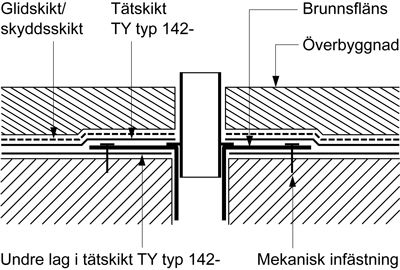 Glidskikt/
skyddsskikt
Tätskikt
TY typ 142-
Brunnsfläns
Överbyggnad
Undre lag i tätskikt TY typ 142-
Mekanisk infästning